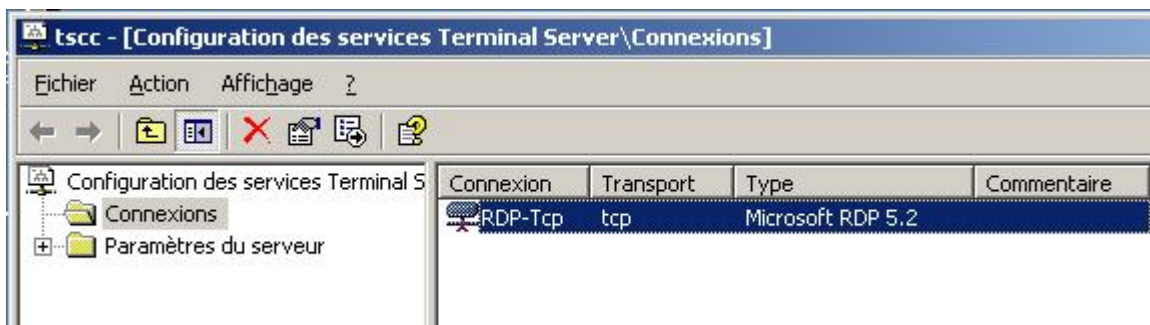 tscc - [Configuration des services Terminal Server\Connexions]
Fichier Action Affichage ?
Configuration des services Terminal S
Connexions
Paramètres du serveur
Connexion Transport Type Commentaire
RDP-Tcp tcp Microsoft RDP 5.2